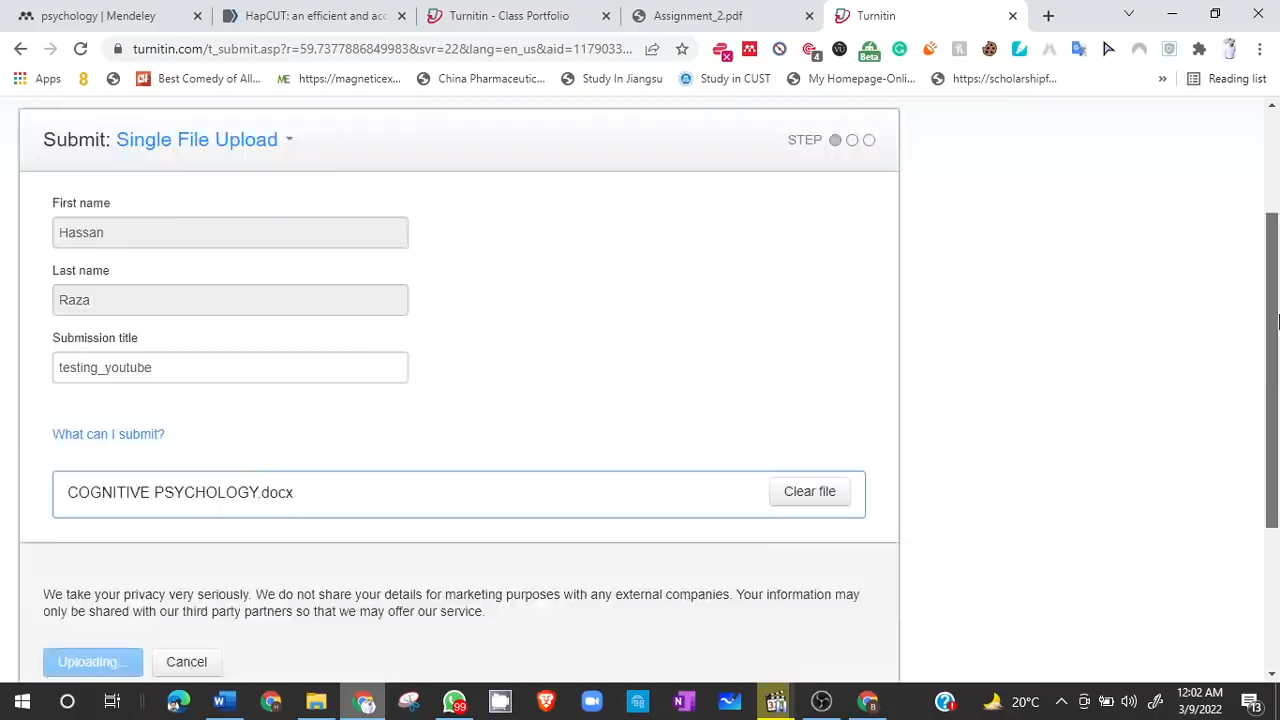 psychology | Mendeley
HapCUT: an efficient and acc
Turnitin - Class Portfolio
Assignment_2.pdf
Turnitin
turnitin.com/t_submit.asp?r=59.7377886849983&svr=22&lang=en_us&aid=1179033...
4
Beta
Apps
Best Comedy of All...
https://magneticex...
China Pharmaceutic...
Study In Jiangsu
Study in CUST
My Homepage-Onli...
https://scholarshipf...
»
Reading list
Submit: Single File Upload
STEP
First name
Hassan
Last name
Raza
Submission title
testing_youtube
What can I submit?
COGNITIVE PSYCHOLOGY.docx
Clear file
We take your privacy very seriously. We do not share your details for marketing purposes with any external companies. Your information may
only be shared with our third party partners so that we may offer our service.
Uploading...
Cancel
99
20°C
12:02 AM
3/9/2022
13